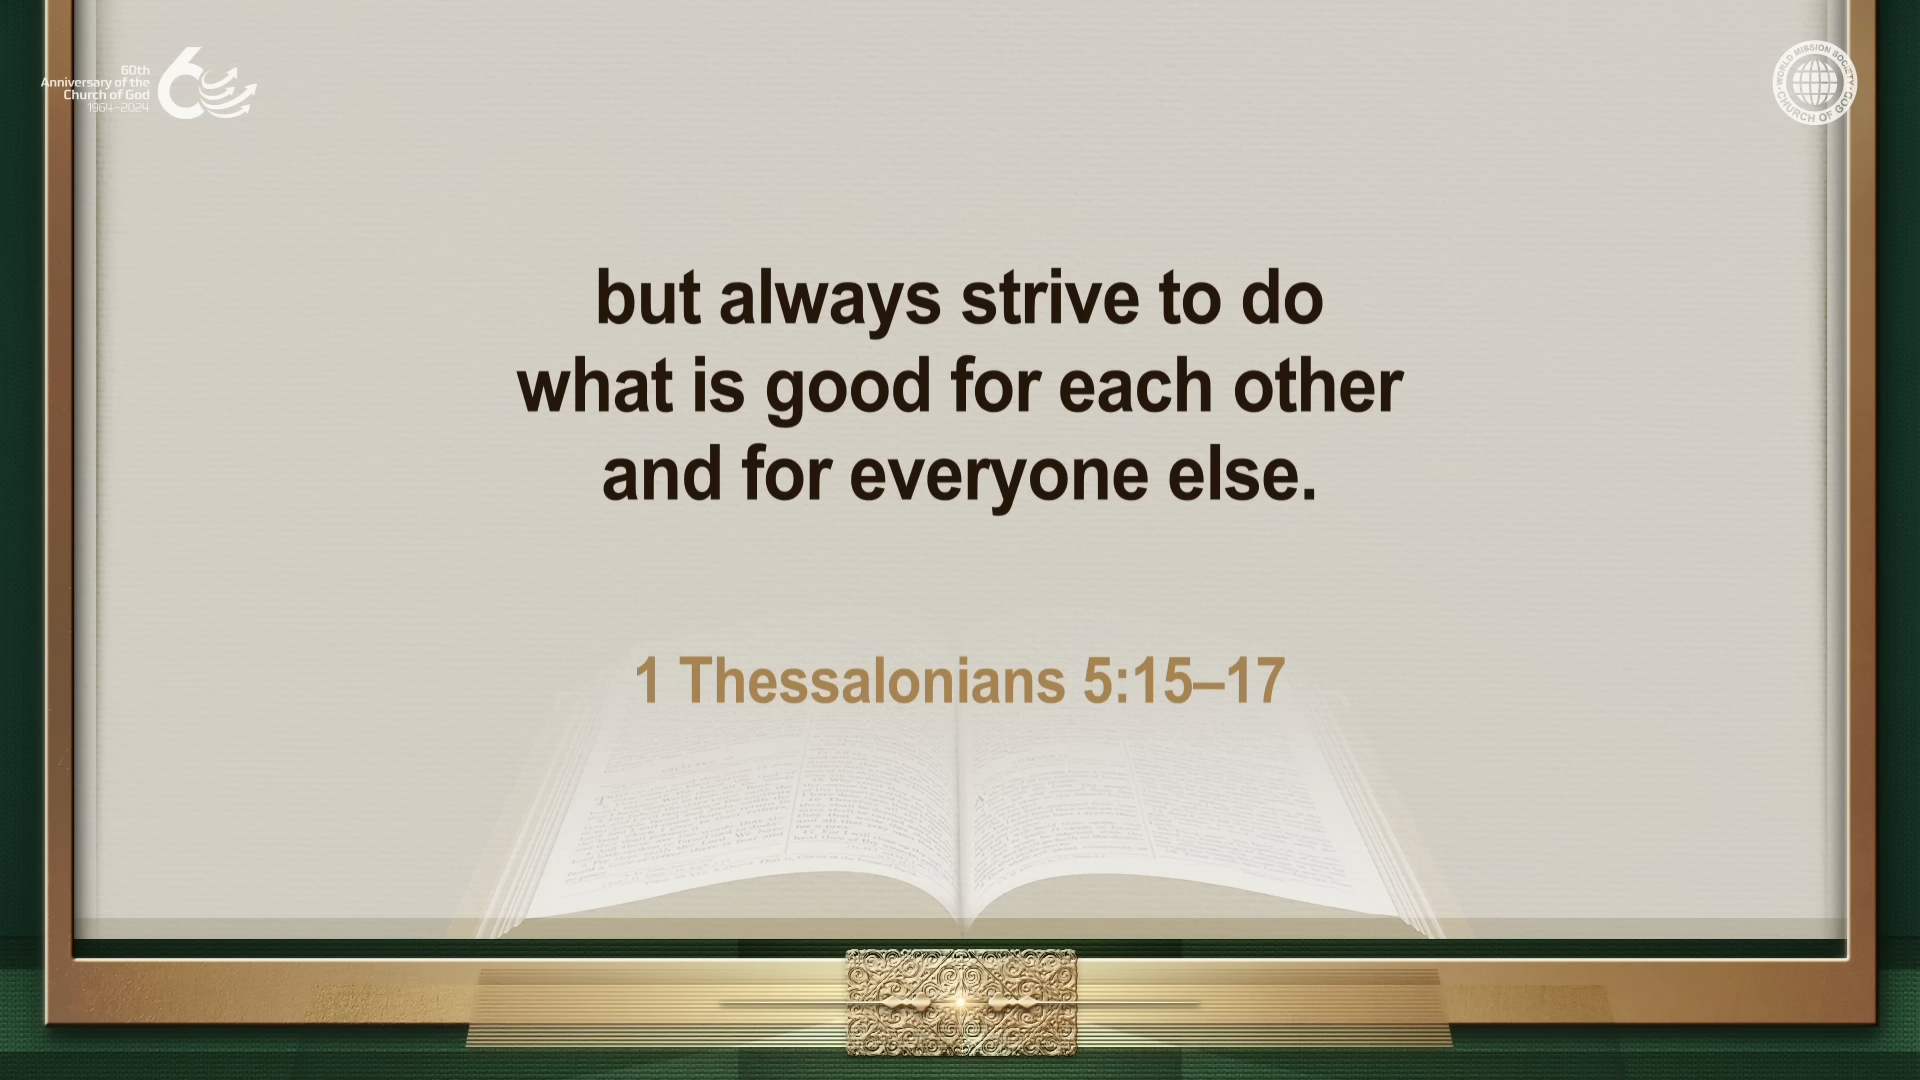 60th
Anniversary of the
Church of God
1964–2024
WORLD MISSION SOCIETY CHURCH OF GOD
but always strive to do
what is good for each other
and for everyone else.
1 Thessalonians 5:15–17